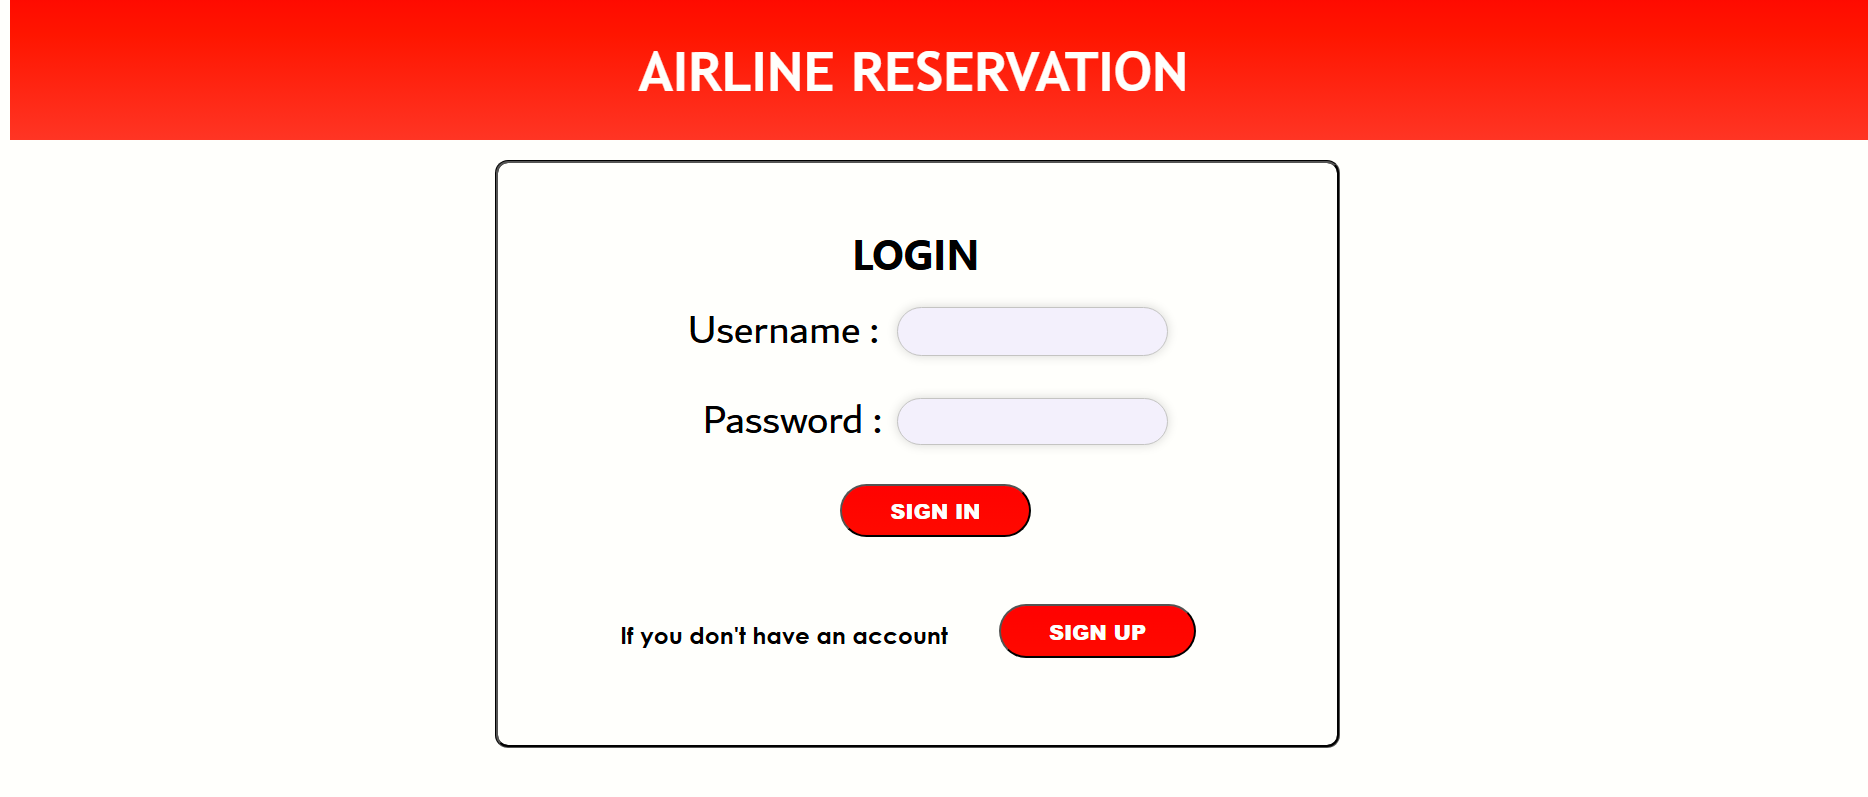 AIRLINE RESERVATION
LOGIN
Username :
Password :
SIGN IN
If you don't have an account SIGN UP